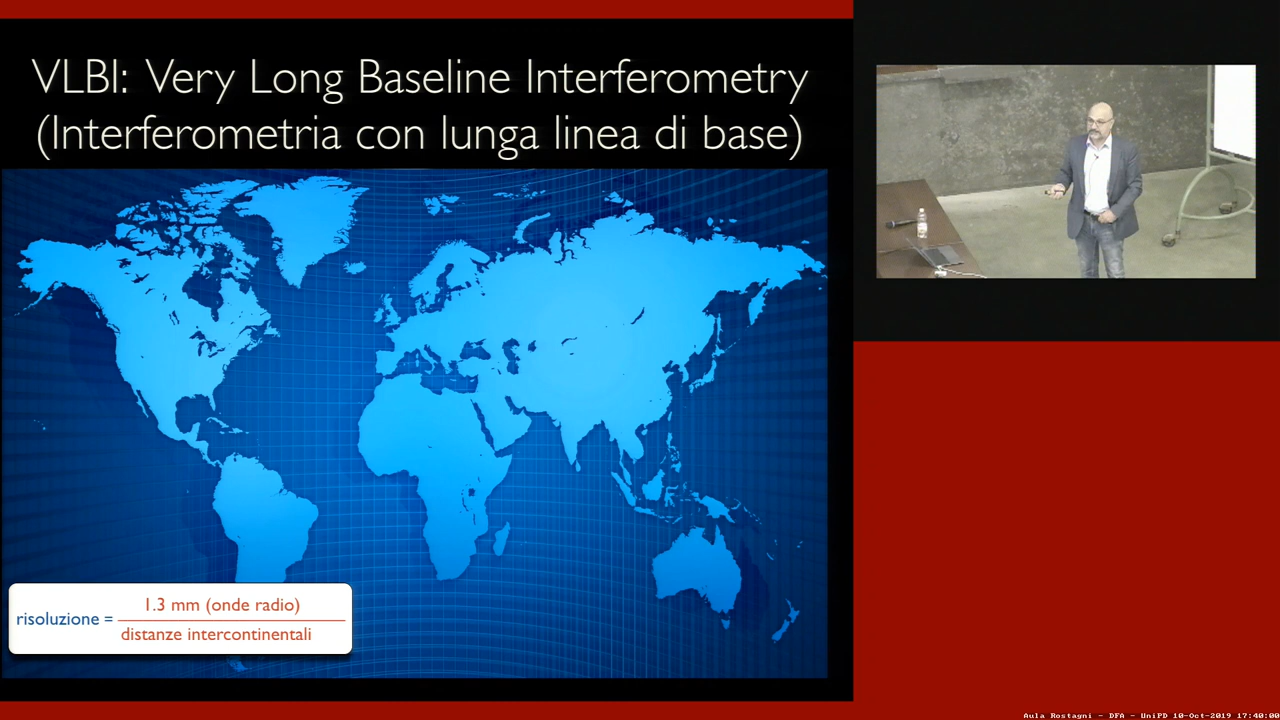 VLBI: Very Long Baseline Interferometry
(Interferometria con lunga linea di base)
risoluzione =
1.3 mm (onde radio)
distanze intercontinentali
Aula Rostagni - DFA - UniPD 10-Oct-2019 17:40:00